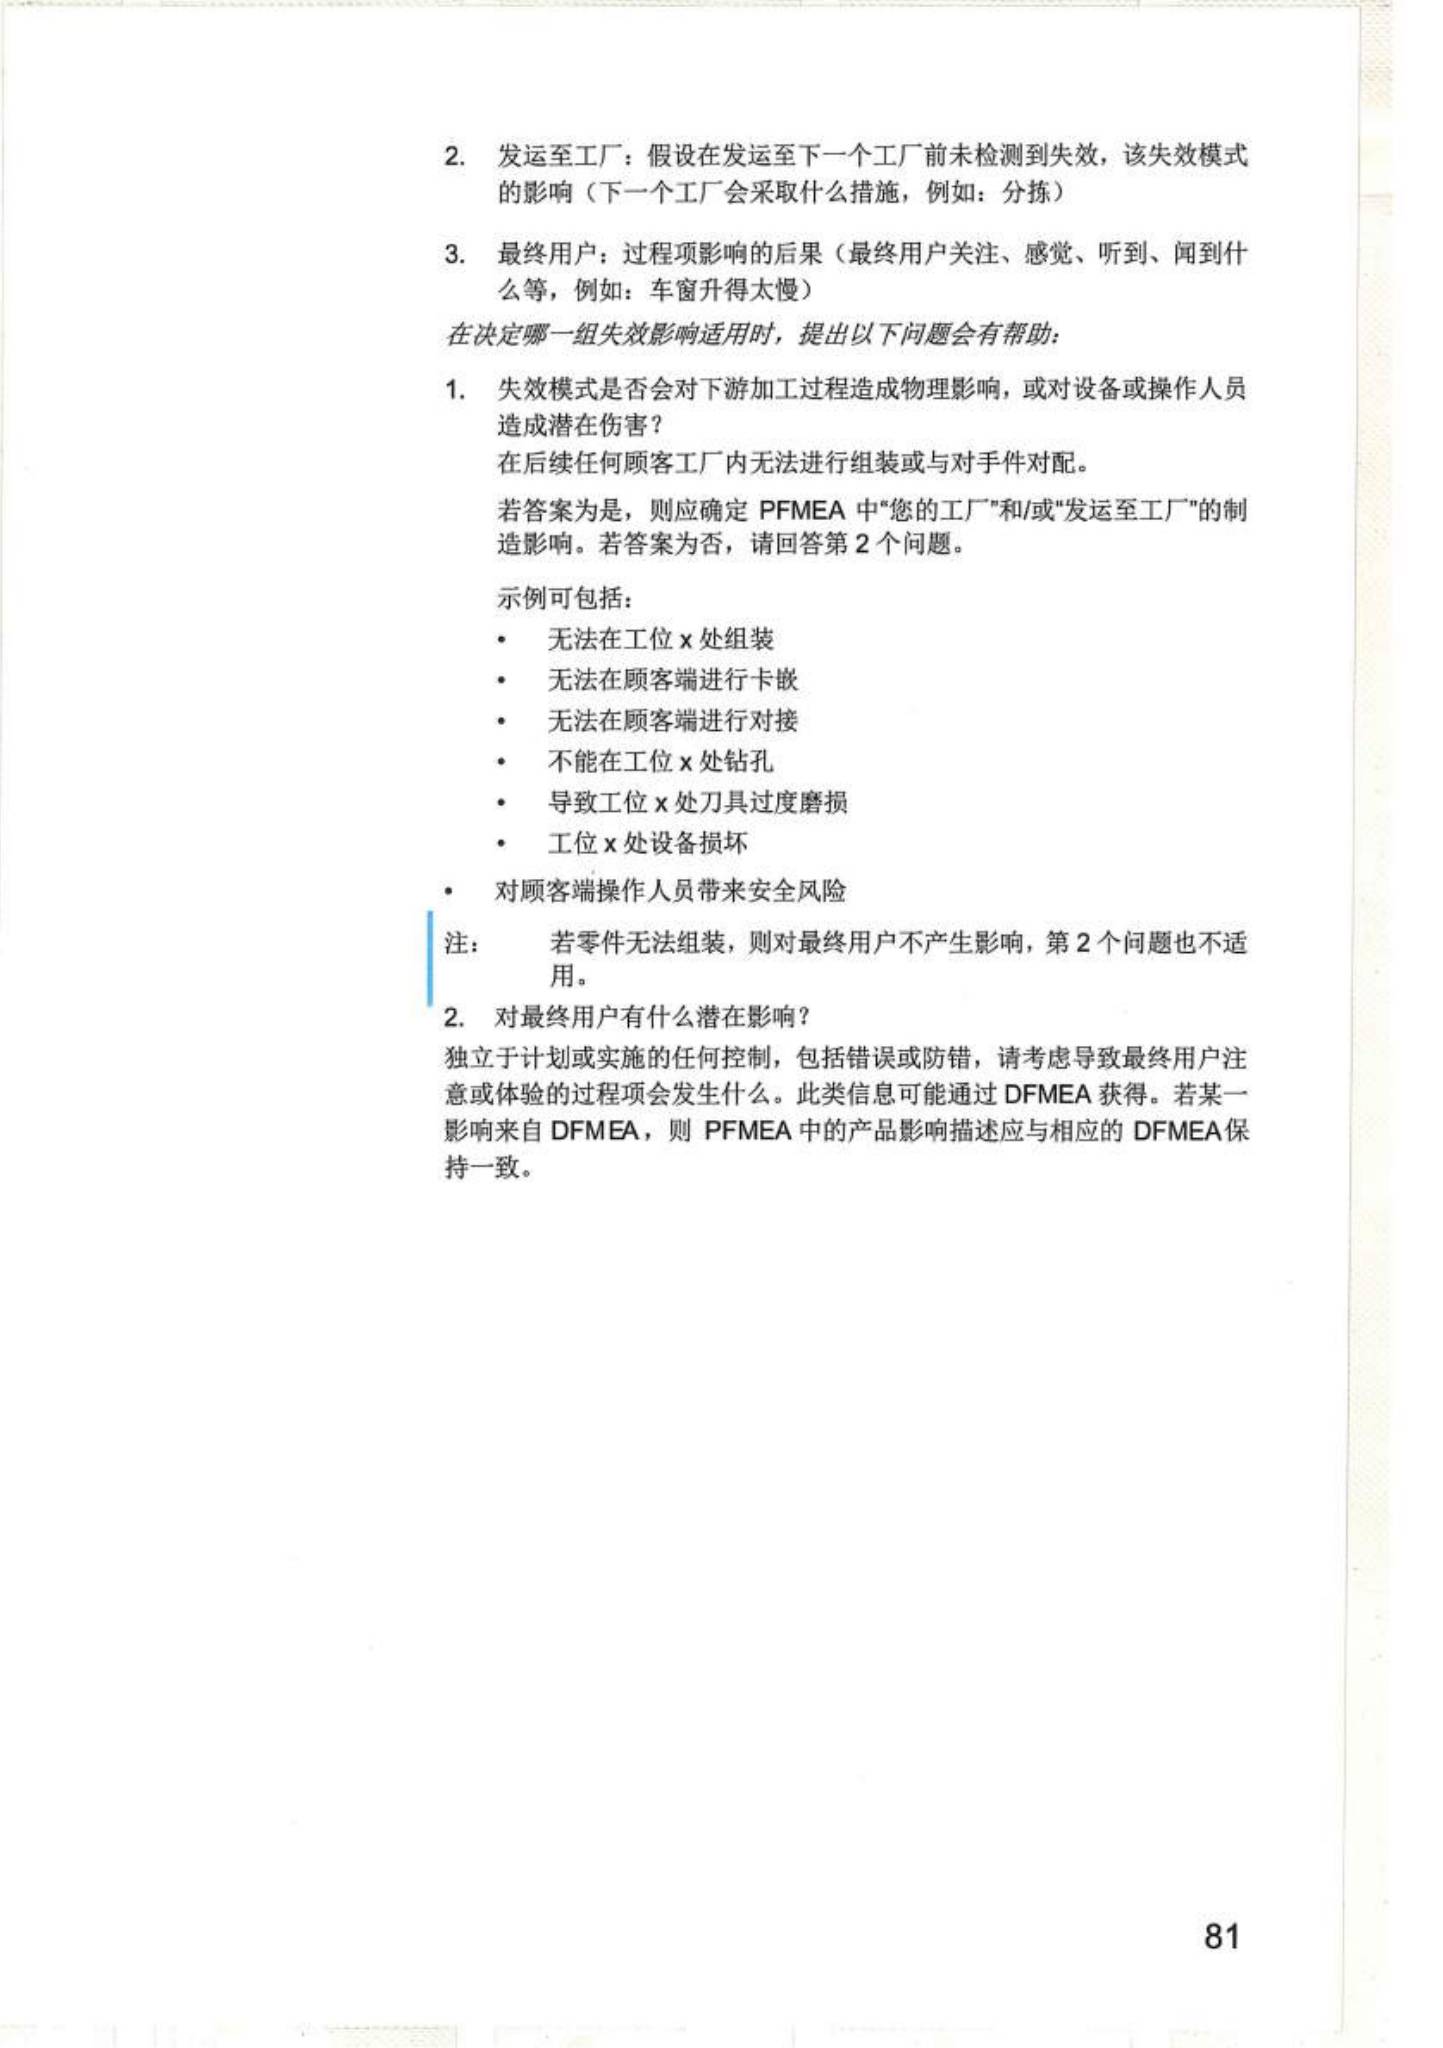 2. 发运至工厂：假设在发运至下一个工厂前未检测到失效，该失效模式
的影响（下一个工厂会采取什么措施，例如：分拣）
3. 最终用户：过程项影响的后果（最终用户关注、感觉、听到、闻到什
么等，例如：车窗升得太慢）
在决定哪一组失效影响适用时，提出以下问题会有帮助：
1. 失效模式是否会对下游加工过程造成物理影响，或对设备或操作人员
造成潜在伤害？
在后续任何顾客工厂内无法进行组装或与对手件对配。
若答案为是，则应确定 PFMEA 中“您的工厂”和/或“发运至工厂”的制
造影响。若答案为否，请回答第 2 个问题。
示例可包括：
• 无法在工位 x 处组装
• 无法在顾客端进行卡嵌
• 无法在顾客端进行对接
• 不能在工位 x 处钻孔
• 导致工位 x 处刀具过度磨损
• 工位 x 处设备损坏
• 对顾客端操作人员带来安全风险
注： 若零件无法组装，则对最终用户不产生影响，第 2 个问题也不适
用。
2. 对最终用户有什么潜在影响？
独立于计划或实施的任何控制，包括错误或防错，请考虑导致最终用户注
意或体验的过程项会发生什么。此类信息可能通过 DFMEA 获得。若某一
影响来自 DFMEA，则 PFMEA 中的产品影响描述应与相应的 DFMEA 保
持一致。
81